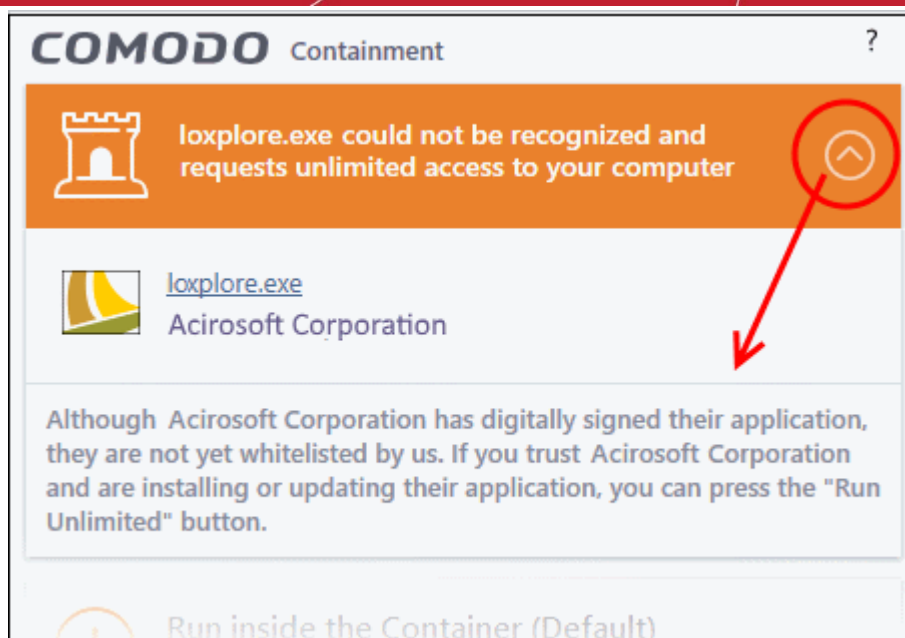 COMODO Containment ?
loxplore.exe could not be recognized and
requests unlimited access to your computer
loxplore.exe
Acirosoft Corporation
Although Acirosoft Corporation has digitally signed their application,
they are not yet whitelisted by us. If you trust Acirosoft Corporation
and are installing or updating their application, you can press the "Run
Unlimited" button.
Run inside the Container (Default)